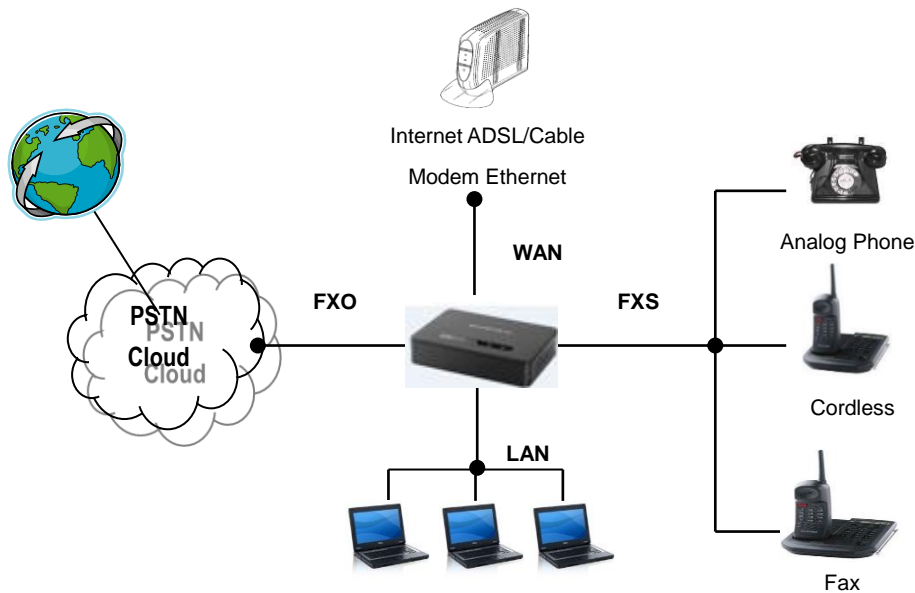 Internet ADSL/Cable
Modem Ethernet
WAN
Analog Phone
FXO
FXS
PSTN
Cloud
PSTN
Cloud
Cordless
LAN
Fax